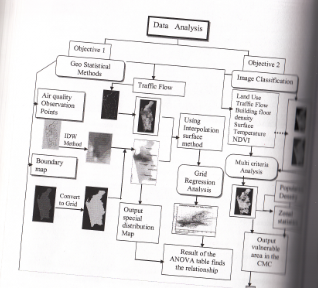 Data Analysis
Objective 1
Objective 2
Geo Statistical
Methods
Traffic Flow
Image Classification
Air quality
Observation
Points
Land Use
Traffic Flow
Building floor
density
Surface
Temperature
NDVI
IDW
Method
Using
Interpolation
surface
method
Boundary
map
Multi criteria
Analysis
Grid
Regression
Analysis
Convert
to Grid
Output
special
distribution
Map
Output
vulnerable
area in the
CMC
Result of the
ANOVA table finds
the relationship